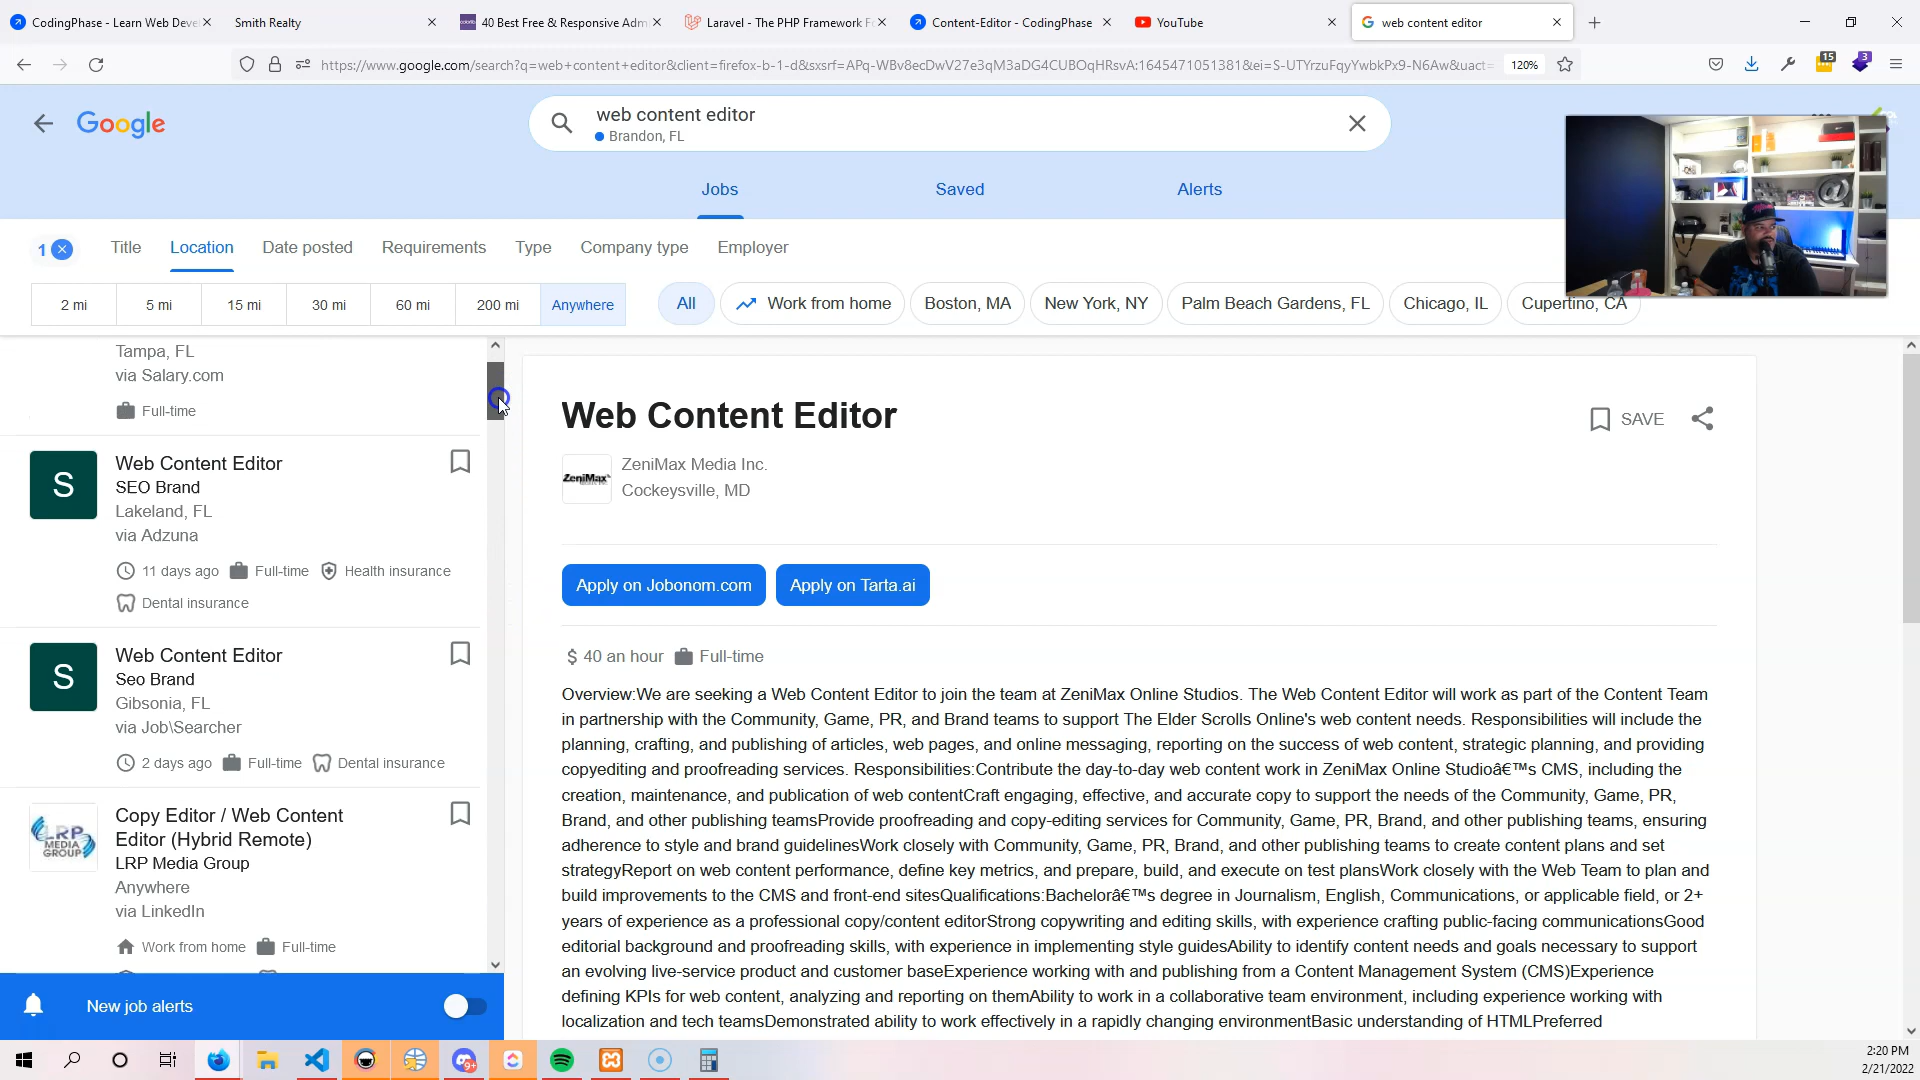 CodingPhase - Learn Web Deve
Smith Realty
40 Best Free & Responsive Adm
Laravel - The PHP Framework F
Content-Editor - CodingPhase
YouTube
web content editor
https://www.google.com/search?q=web+content+editor&client=firefox-b-1-d&sxsrf=APq-WBv8ecDwV27e3qM3aDG4CUBOqHRsvA:1645471051381&ei=S-UTYrzuFqyYwbkPx9-N6Aw&uact=
120%
15
3
Google
web content editor
Brandon, FL
Jobs
Saved
Alerts
1
Title
Location
Date posted
Requirements
Type
Company type
Employer
2 mi
5 mi
15 mi
30 mi
60 mi
200 mi
Anywhere
All
Work from home
Boston, MA
New York, NY
Palm Beach Gardens, FL
Chicago, IL
Cupertino, CA
Tampa, FL
via Salary.com
Full-time
S
Web Content Editor
SEO Brand
Lakeland, FL
via Adzuna
11 days ago Full-time Health insurance
Dental insurance
S
Web Content Editor
Seo Brand
Gibsonia, FL
via Job\Searcher
2 days ago Full-time Dental insurance
LRP
MEDIA
GROUP
Copy Editor / Web Content
Editor (Hybrid Remote)
LRP Media Group
Anywhere
via LinkedIn
Work from home Full-time
New job alerts
Web Content Editor
SAVE
ZeniMax
ZeniMax Media Inc.
Cockeysville, MD
Apply on Jobonom.com
Apply on Tarta.ai
$ 40 an hour Full-time
Overview:We are seeking a Web Content Editor to join the team at ZeniMax Online Studios. The Web Content Editor will work as part of the Content Team
in partnership with the Community, Game, PR, and Brand teams to support The Elder Scrolls Online's web content needs. Responsibilities will include the
planning, crafting, and publishing of articles, web pages, and online messaging, reporting on the success of web content, strategic planning, and providing
copyediting and proofreading services. Responsibilities:Contribute the day-to-day web content work in ZeniMax Online Studioâ€™s CMS, including the
creation, maintenance, and publication of web contentCraft engaging, effective, and accurate copy to support the needs of the Community, Game, PR,
Brand, and other publishing teamsProvide proofreading and copy-editing services for Community, Game, PR, Brand, and other publishing teams, ensuring
adherence to style and brand guidelinesWork closely with Community, Game, PR, Brand, and other publishing teams to create content plans and set
strategyReport on web content performance, define key metrics, and prepare, build, and execute on test plansWork closely with the Web Team to plan and
build improvements to the CMS and front-end sitesQualifications:Bachelorâ€™s degree in Journalism, English, Communications, or applicable field, or 2+
years of experience as a professional copy/content editorStrong copywriting and editing skills, with experience crafting public-facing communicationsGood
editorial background and proofreading skills, with experience in implementing style guidesAbility to identify content needs and goals necessary to support
an evolving live-service product and customer baseExperience working with and publishing from a Content Management System (CMS)Experience
defining KPIs for web content, analyzing and reporting on themAbility to work in a collaborative team environment, including experience working with
localization and tech teamsDemonstrated ability to work effectively in a rapidly changing environmentBasic understanding of HTMLPreferred
9+
2:20 PM
2/21/2022